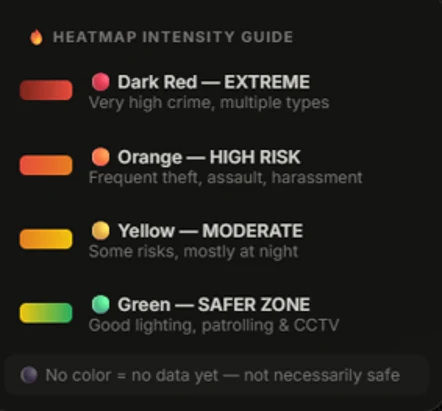 HEATMAP INTENSITY GUIDE
Dark Red — EXTREME
Very high crime, multiple types
Orange — HIGH RISK
Frequent theft, assault, harassment
Yellow — MODERATE
Some risks, mostly at night
Green — SAFER ZONE
Good lighting, patrolling & CCTV
No color = no data yet — not necessarily safe